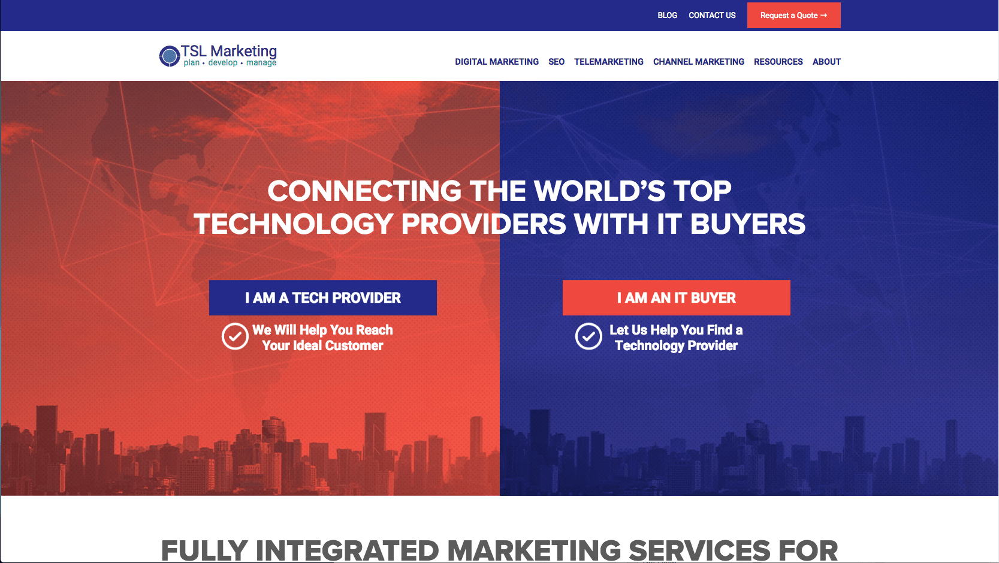 BLOG CONTACT US Request a Quote →
TSL Marketing
plan • develop • manage
DIGITAL MARKETING SEO TELEMARKETING CHANNEL MARKETING RESOURCES ABOUT
CONNECTING THE WORLD’S TOP
TECHNOLOGY PROVIDERS WITH IT BUYERS
I AM A TECH PROVIDER
We Will Help You Reach
Your Ideal Customer
I AM AN IT BUYER
Let Us Help You Find a
Technology Provider
FULLY INTEGRATED MARKETING SERVICES FOR